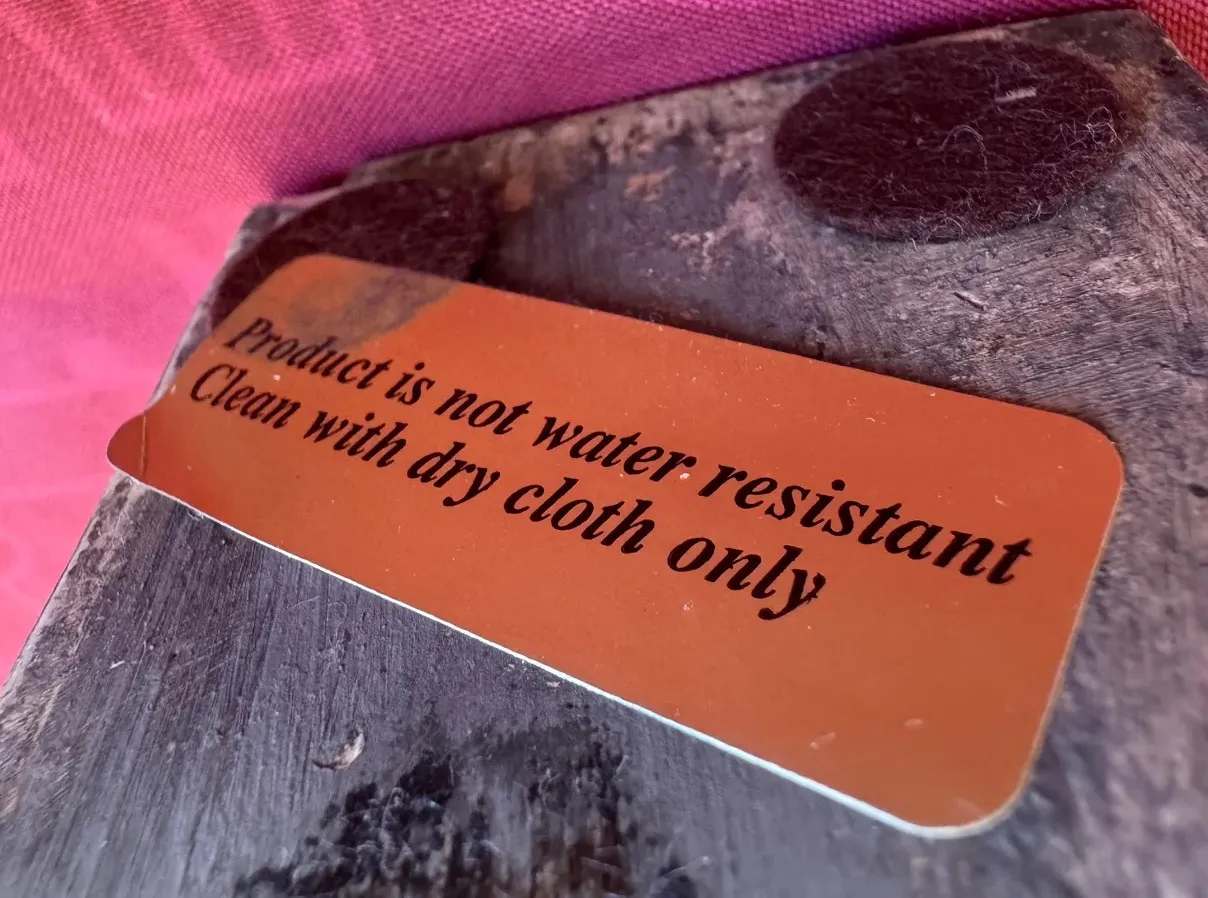 Product is not water resistant
Clean with dry cloth only